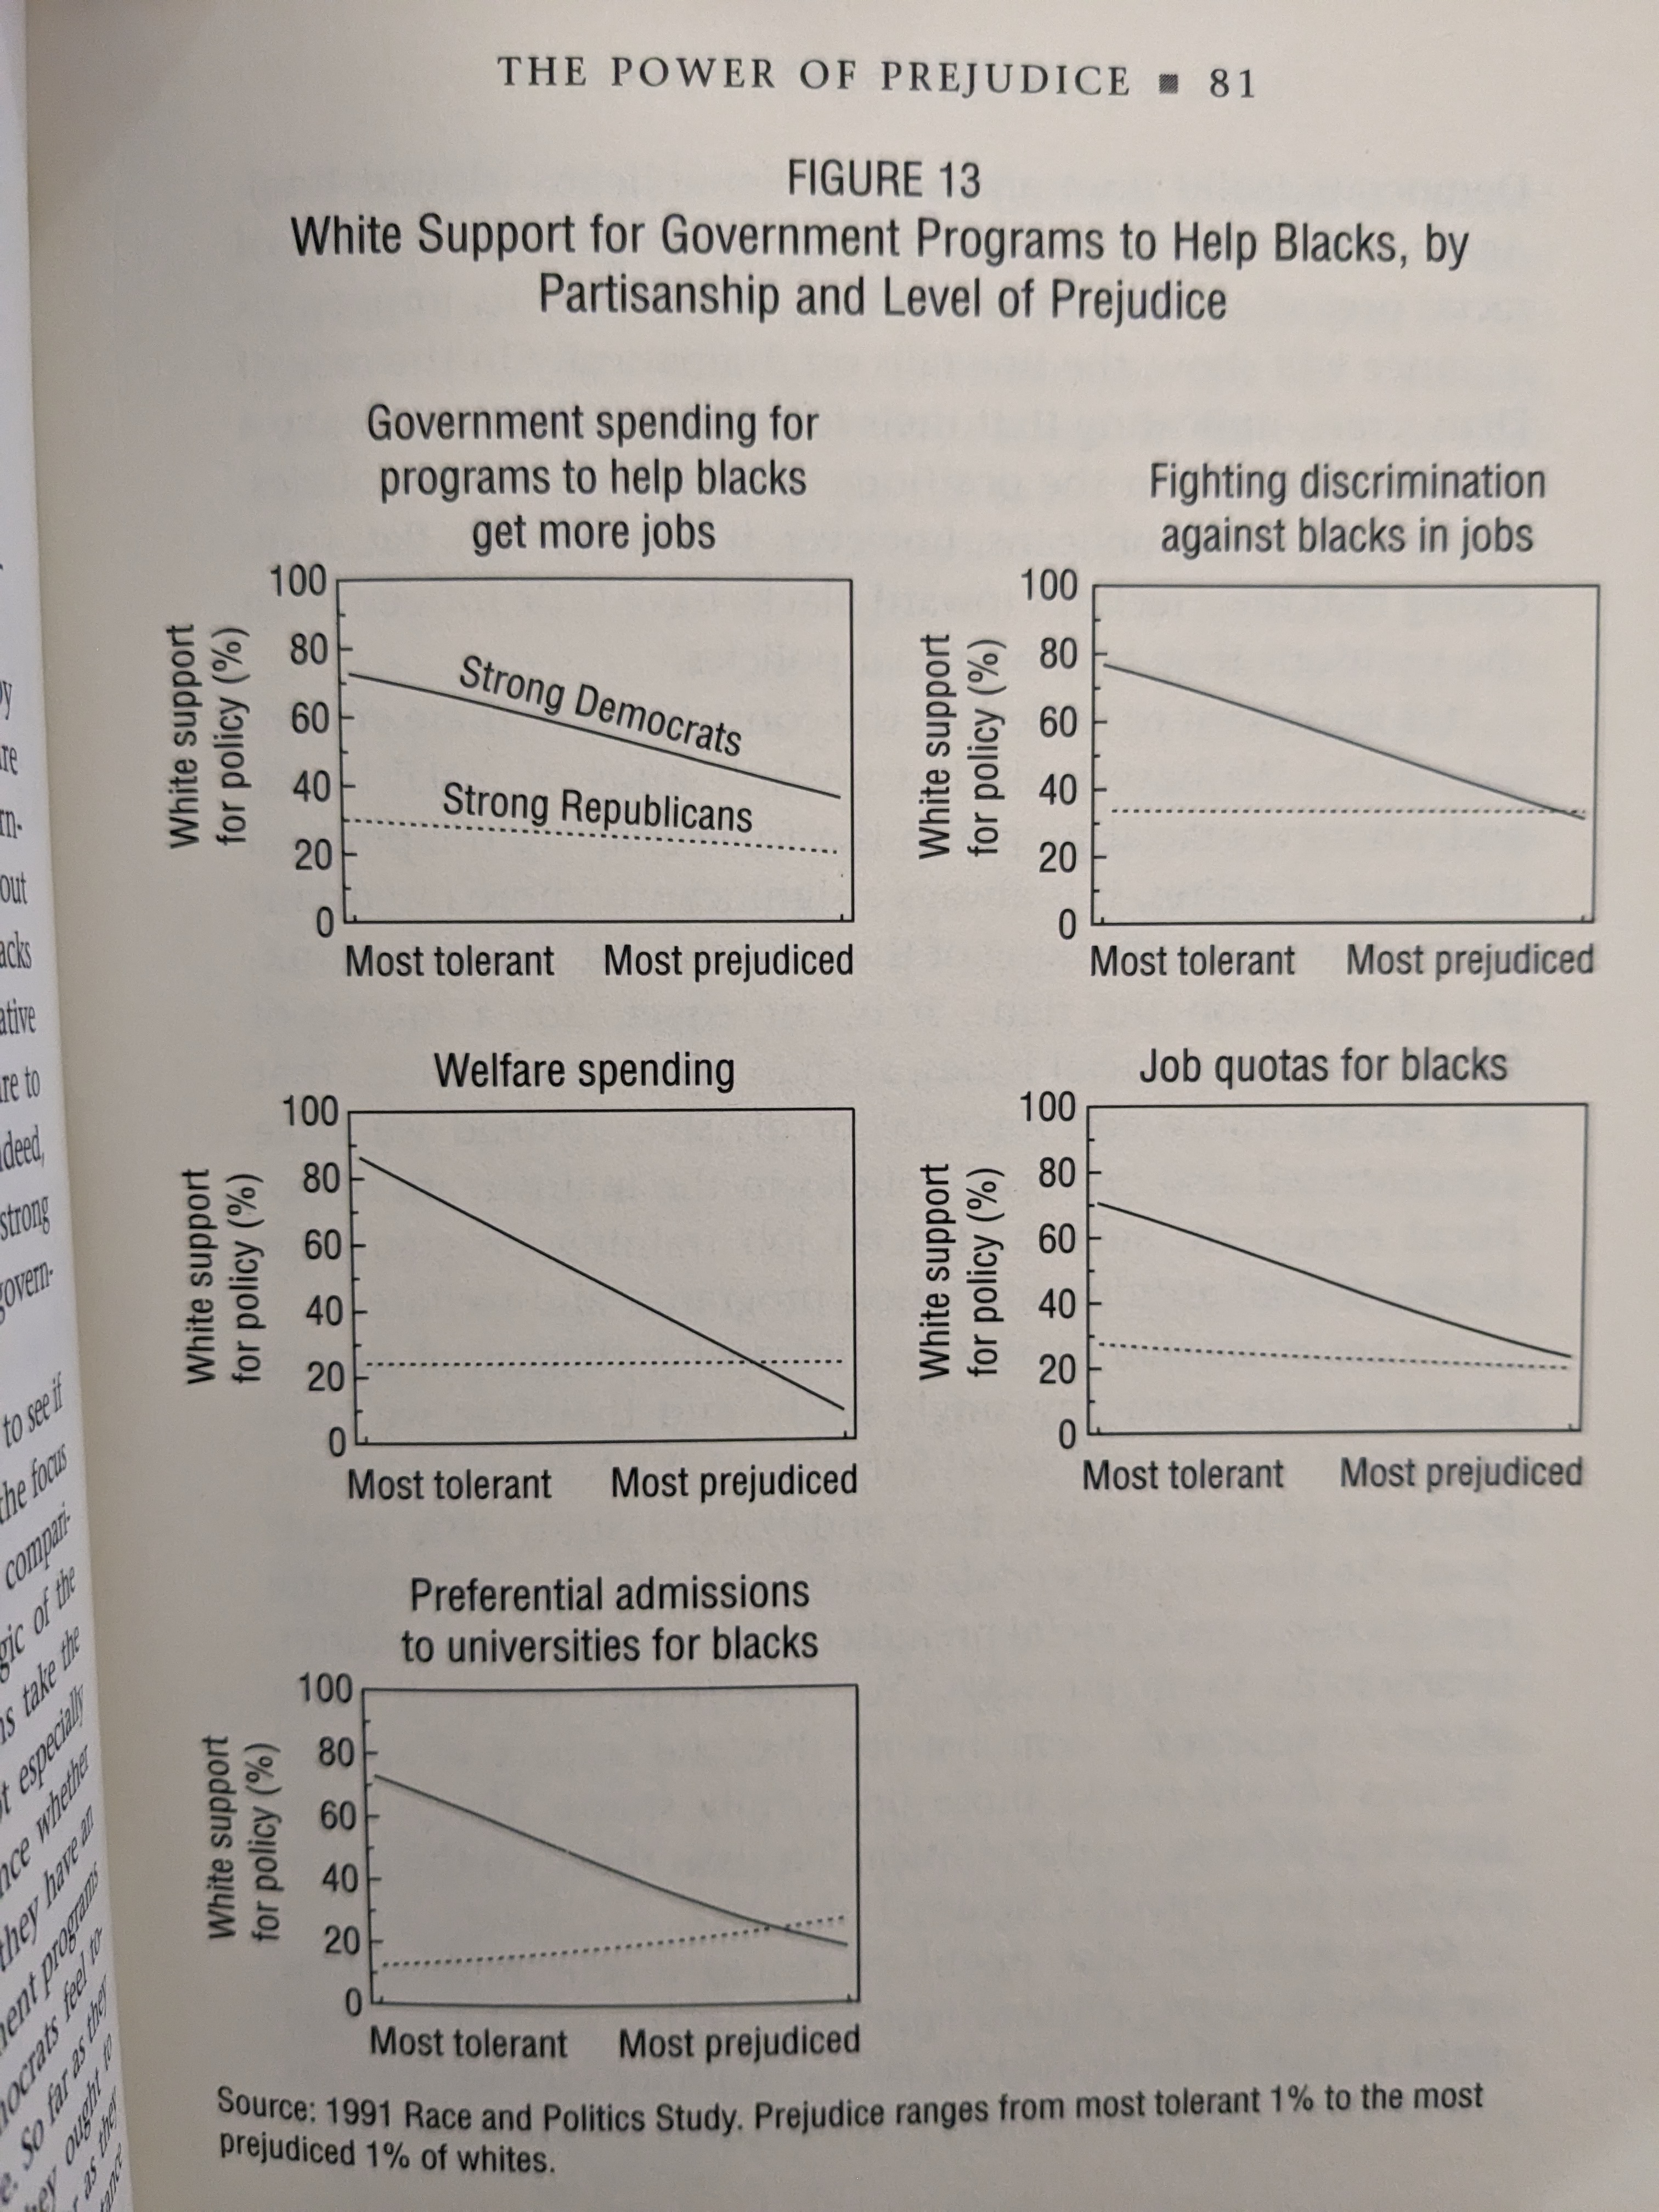 THE POWER OF PREJUDICE ■ 81
FIGURE 13
White Support for Government Programs to Help Blacks, by
Partisanship and Level of Prejudice
Government spending for
programs to help blacks
get more jobs
White support
for policy (%)
100
80
60
40
20
0
Strong Democrats
Strong Republicans
Most tolerant Most prejudiced
Fighting discrimination
against blacks in jobs
White support
for policy (%)
100
80
60
40
20
0
Most tolerant Most prejudiced
Welfare spending
White support
for policy (%)
100
80
60
40
20
0
Most tolerant Most prejudiced
Job quotas for blacks
White support
for policy (%)
100
80
60
40
20
0
Most tolerant Most prejudiced
Preferential admissions
to universities for blacks
White support
for policy (%)
100
80
60
40
20
0
Most tolerant Most prejudiced
Source: 1991 Race and Politics Study. Prejudice ranges from most tolerant 1% to the most
prejudiced 1% of whites.